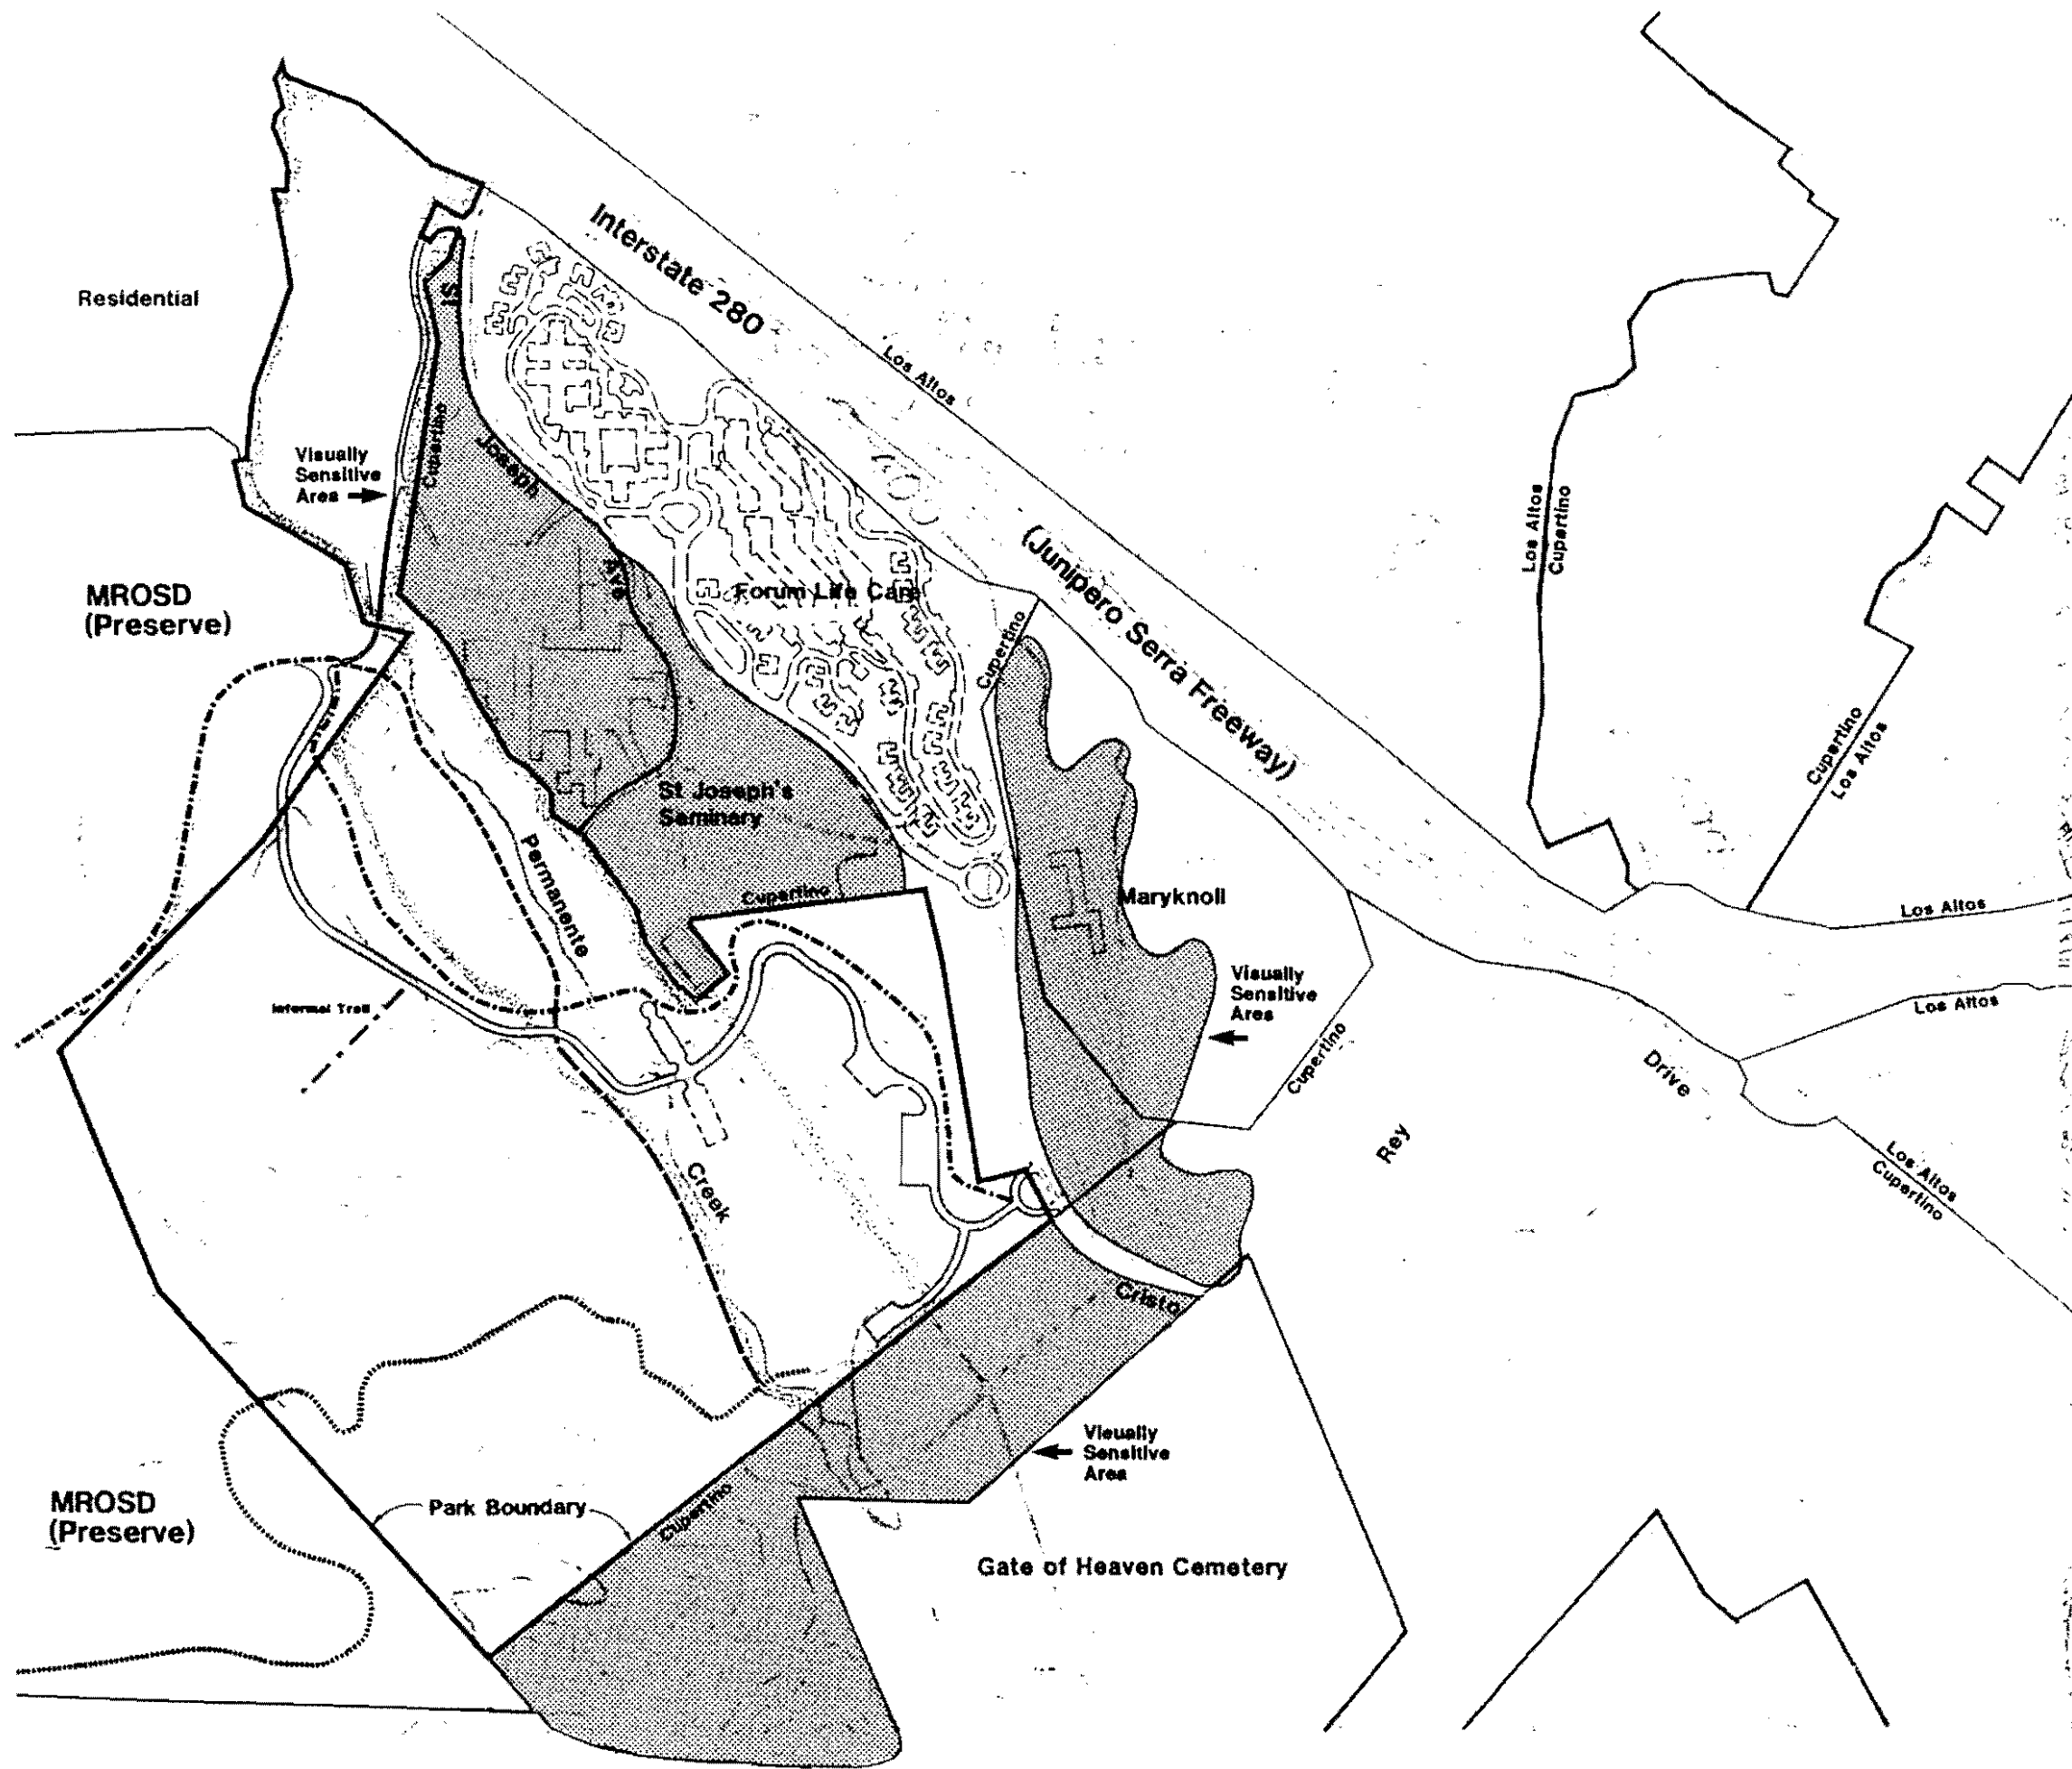 Interstate 280
Residential
St
Los Altos
Cupertino
Visually
Sensitive
Area
Joseph
Los Altos
Cupertino
(Junipero Serra Freeway)
MROSD
(Preserve)
Ave
Forum Life Care
Cupertino
Cupertino
Los Altos
St Joseph's
Seminary
Permanente
Cupertino
Maryknoll
Los Altos
Visually
Sensitive
Area
Informal Trail
Los Altos
Cupertino
Drive
Rey
Creek
Los Altos
Cupertino
Cristo
Visually
Sensitive
Area
MROSD
(Preserve)
Park Boundary
Cupertino
Gate of Heaven Cemetery